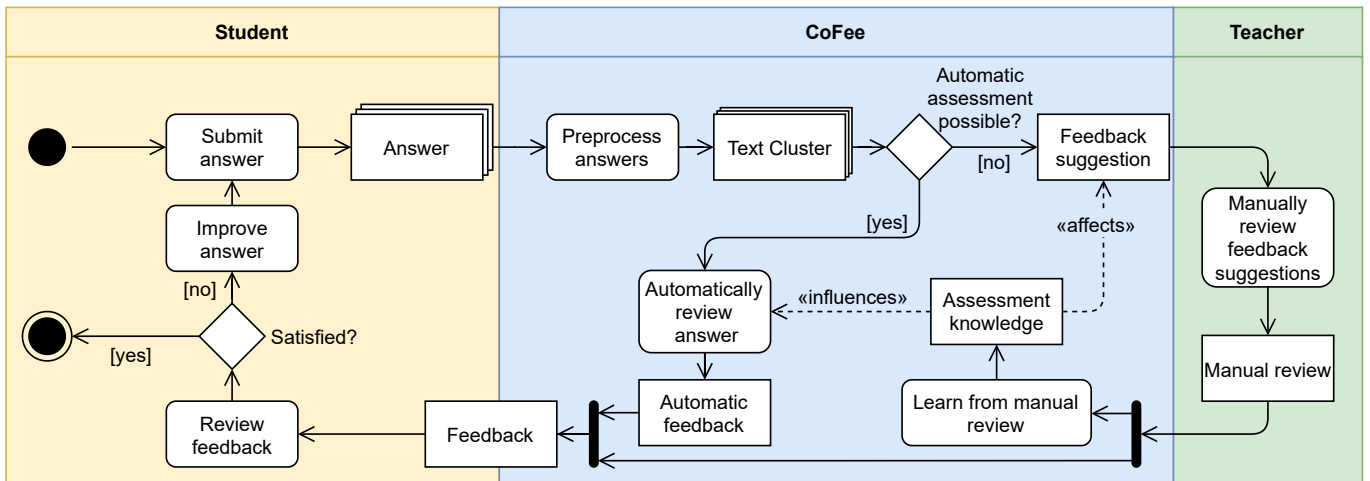 Student
CoFee
Teacher
Submit
answer
Answer
Preprocess
answers
Text Cluster
Automatic
assessment
possible?
[no]
Feedback
suggestion
Manually
review
feedback
suggestions
Improve
answer
[yes]
«affects»
[no]
Automatically
review
answer
«influences»
Assessment
knowledge
Satisfied?
[yes]
Manual review
Review
feedback
Feedback
Automatic
feedback
Learn from manual
review